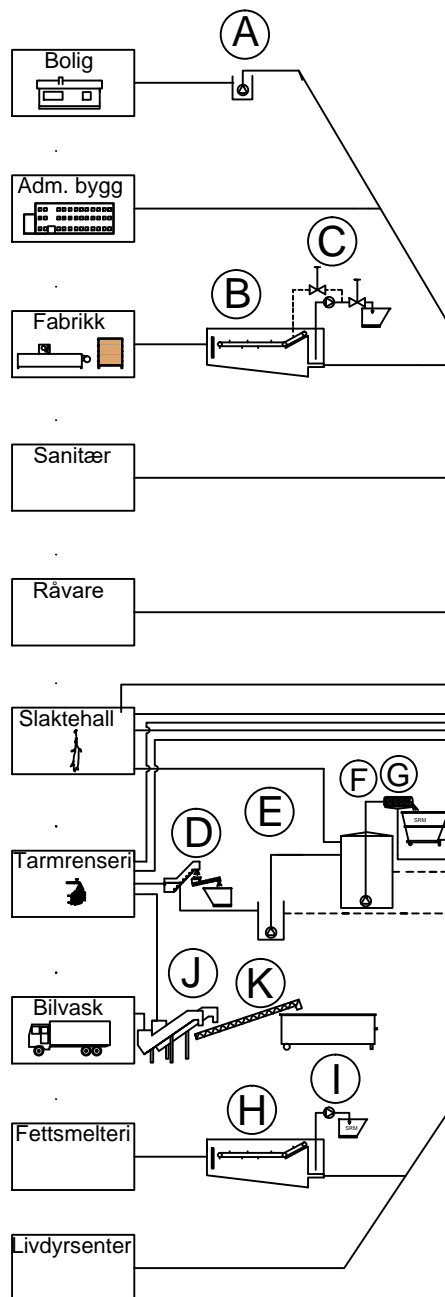 A
Bolig
Adm. bygg
C
B
Fabrikk
Sanitær
Råvare
Slaktehall
F
G
SRM
E
D
Tarmrenseri
J
K
Bilvask
I
H
SRM
Fettsmelteri
Livdyrsenter